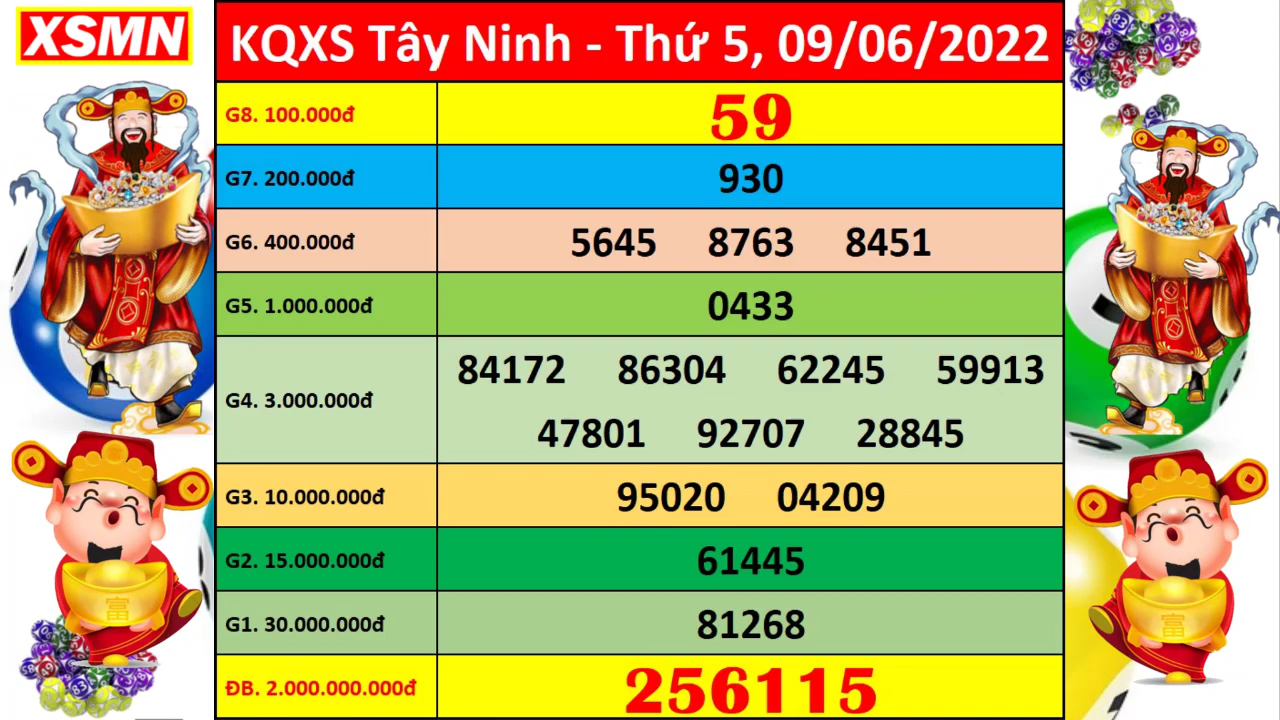 XSMN
KQXS Tây Ninh - Thứ 5, 09/06/2022
G8. 100.000đ
59
G7. 200.000đ
930
G6. 400.000đ
5645 8763 8451
G5. 1.000.000đ
0433
G4. 3.000.000đ
84172 86304 62245 59913
47801 92707 28845
G3. 10.000.000đ
95020 04209
G2. 15.000.000đ
61445
G1. 30.000.000đ
81268
ĐB. 2.000.000.000đ
256115
富
富